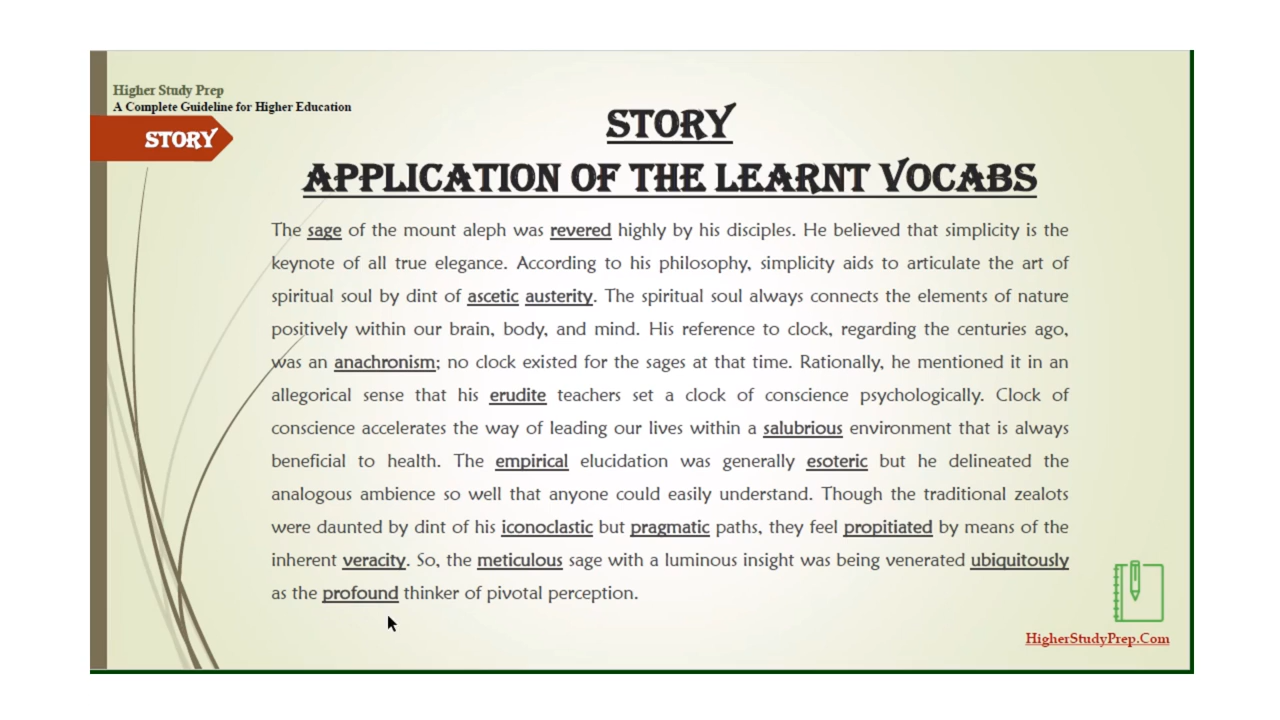 Higher Study Prep
A Complete Guideline for Higher Education
STORY
STORY
APPLICATION OF THE LEARNT VOCABS
The sage of the mount aleph was revered highly by his disciples. He believed that simplicity is the
keynote of all true elegance. According to his philosophy, simplicity aids to articulate the art of
spiritual soul by dint of ascetic austerity. The spiritual soul always connects the elements of nature
positively within our brain, body, and mind. His reference to clock, regarding the centuries ago,
was an anachronism; no clock existed for the sages at that time. Rationally, he mentioned it in an
allegorical sense that his erudite teachers set a clock of conscience psychologically. Clock of
conscience accelerates the way of leading our lives within a salubrious environment that is always
beneficial to health. The empirical elucidation was generally esoteric but he delineated the
analogous ambience so well that anyone could easily understand. Though the traditional zealots
were daunted by dint of his iconoclastic but pragmatic paths, they feel propitiated by means of the
inherent veracity. So, the meticulous sage with a luminous insight was being venerated ubiquitously
as the profound thinker of pivotal perception.
HigherStudyPrep.Com